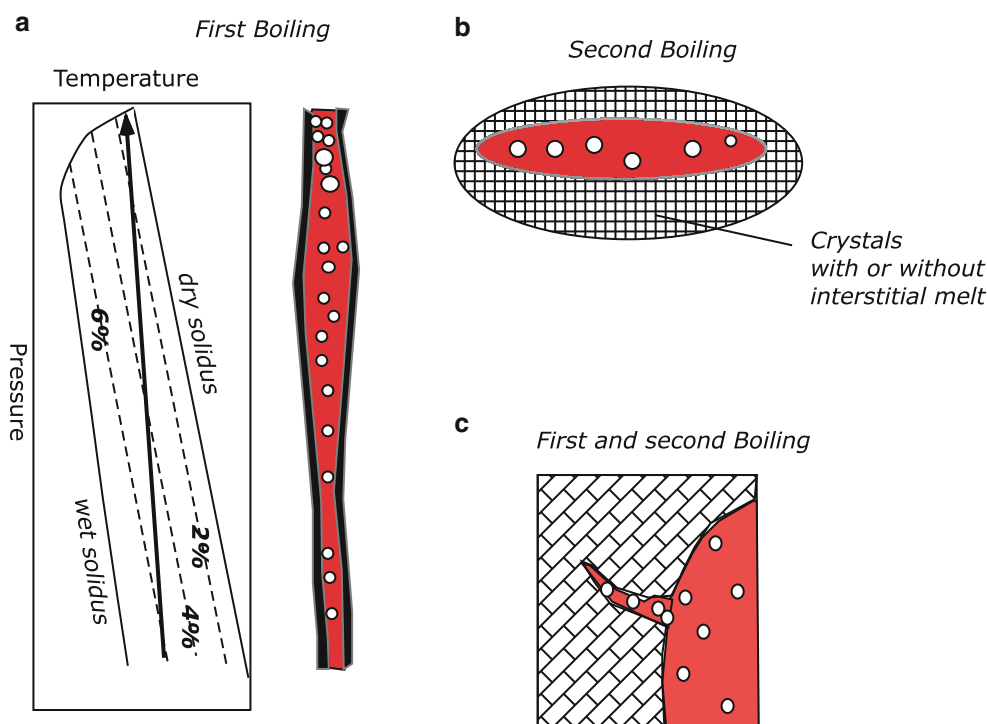 a
First Boiling
Temperature
Pressure
6%
dry solidus
wet solidus
2%
4%
b
Second Boiling
Crystals
with or without
interstitial melt
c
First and second Boiling